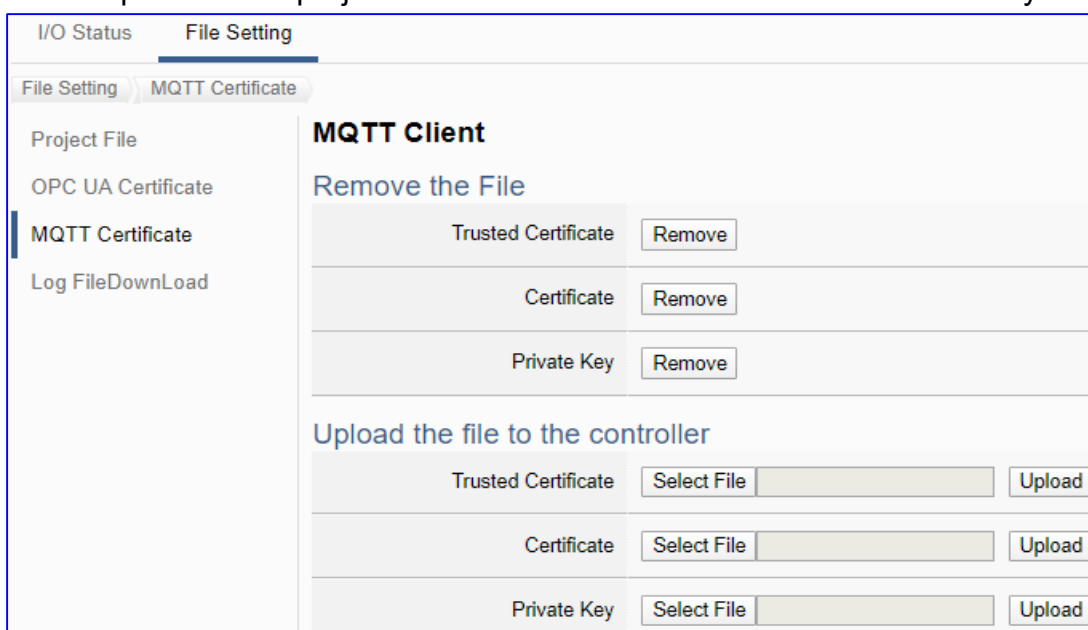 I/O Status File Setting
File Setting MQTT Certificate
Project File
OPC UA Certificate
MQTT Certificate
Log FileDownLoad
MQTT Client
Remove the File
Trusted Certificate Remove
Certificate Remove
Private Key Remove
Upload the file to the controller
Trusted Certificate Select File Upload
Certificate Select File Upload
Private Key Select File Upload